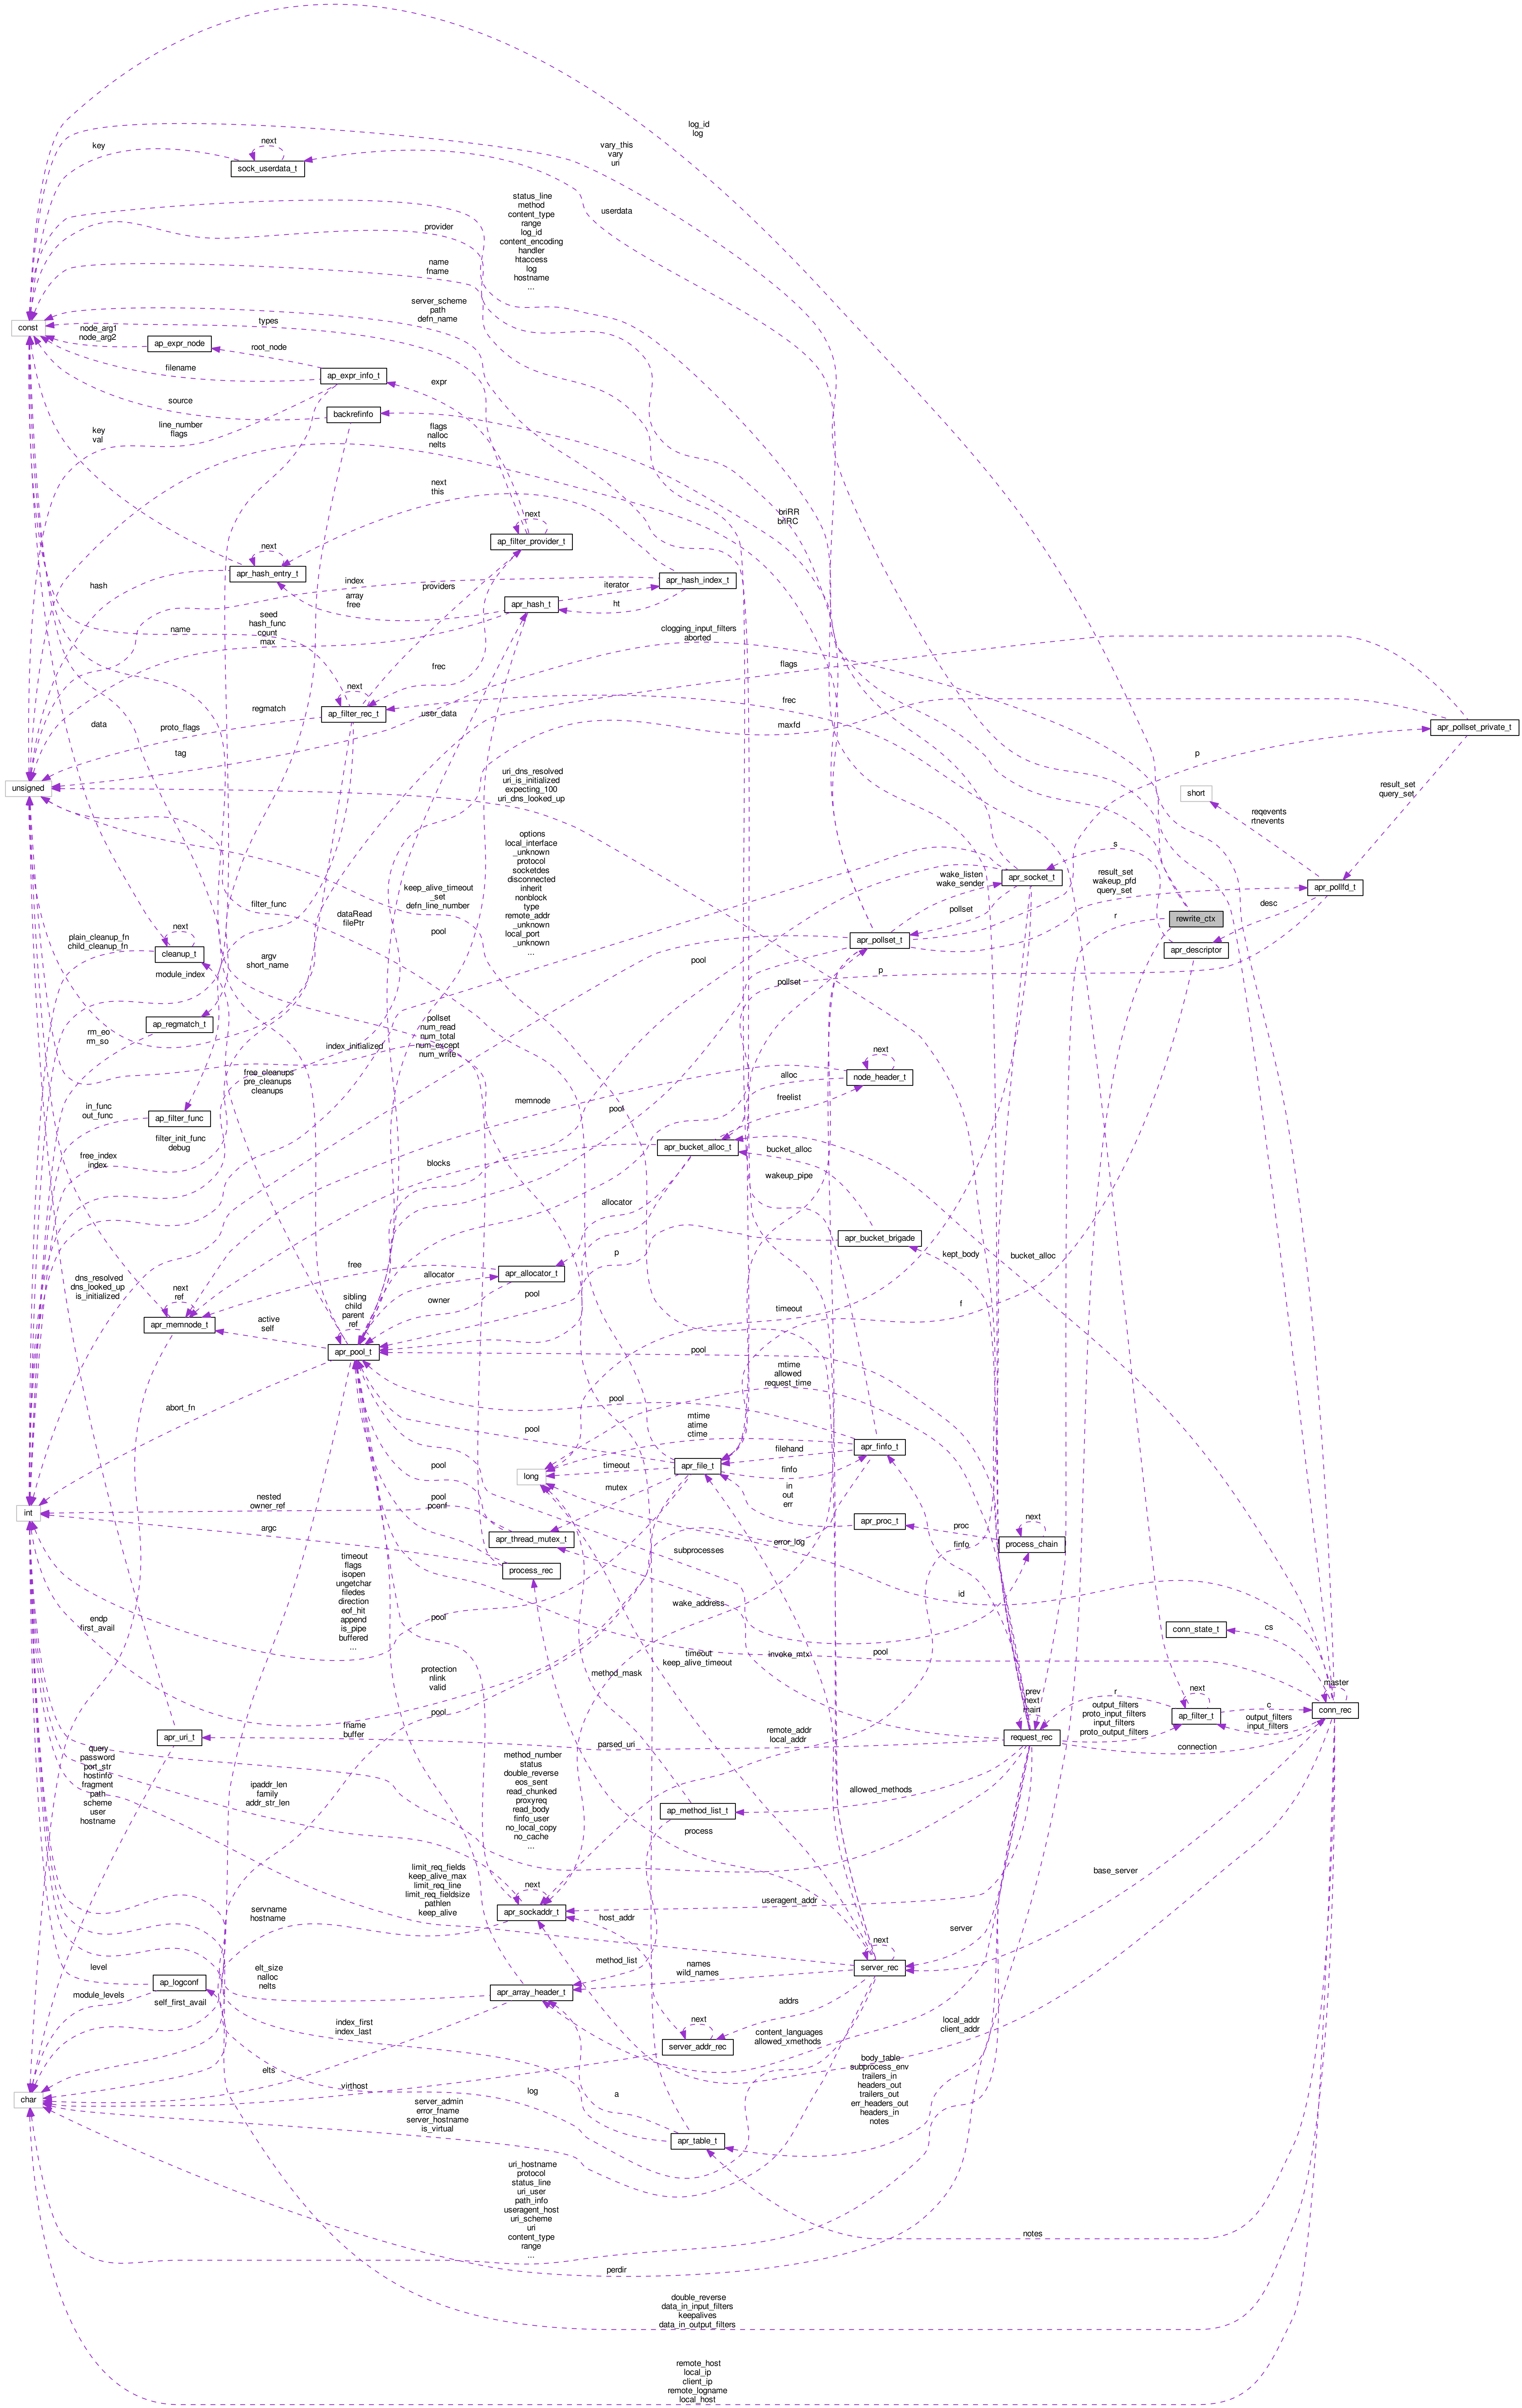 log_id
log
vary_this
vary
uri
next
key
sock_userdata_t
userdata
status_line
method
content_type
range
log_id
content_encoding
handler
htaccess
log
hostname
...
provider
name
fname
server_scheme
path
defn_name
types
const
node_arg1
node_arg2
ap_expr_node
root_node
filename
ap_expr_info_t
expr
source
backrefinfo
line_number
flags
key
val
flags
nalloc
nelts
next
this
briRR
briRC
next
ap_filter_provider_t
next
apr_hash_entry_t
hash
index
array
free
providers
iterator
apr_hash_index_t
ht
apr_hash_t
name
seed
hash_func
count
max
clogging_input_filters
aborted
frec
flags
next
ap_filter_rec_t
regmatch
user_data
frec
maxfd
data
proto_flags
tag
apr_pollset_private_t
p
unsigned
uri_dns_resolved
uri_is_initialized
expecting_100
uri_dns_looked_up
short
result_set
query_set
reqevents
rtnevents
options
local_interface
_unknown
protocol
socketdes
disconnected
inherit
nonblock
type
remote_addr
_unknown
local_port
_unknown
...
s
apr_socket_t
wake_listen
wake_sender
result_set
wakeup_pfd
query_set
apr_pollfd_t
keep_alive_timeout
_set
defn_line_number
filter_func
dataRead
filePtr
pollset
r
rewrite_ctx
desc
pool
apr_pollset_t
apr_descriptor
next
cleanup_t
plain_cleanup_fn
child_cleanup_fn
argv
short_name
module_index
pool
p
pollset
ap_regmatch_t
rm_eo
rm_so
pollset
num_read
num_total
num_except
num_write
index_initialized
next
node_header_t
free_cleanups
pre_cleanups
cleanups
alloc
freelist
memnode
in_func
out_func
ap_filter_func
pool
filter_init_func
debug
apr_bucket_alloc_t
bucket_alloc
free_index
index
blocks
wakeup_pipe
allocator
apr_bucket_brigade
kept_body
bucket_alloc
p
free
allocator
apr_allocator_t
dns_resolved
dns_looked_up
is_initialized
next
ref
owner
pool
sibling
child
parent
ref
timeout
f
apr_memnode_t
active
self
apr_pool_t
pool
mtime
allowed
request_time
abort_fn
pool
mtime
atime
ctime
apr_finfo_t
pool
filehand
apr_file_t
long
timeout
finfo
pool
mutex
in
out
err
nested
owner_ref
pool
pconf
int
apr_proc_t
next
argc
apr_thread_mutex_t
error_log
proc
process_chain
subprocesses
finfo
process_rec
timeout
flags
isopen
ungetchar
filedes
direction
eof_hit
append
is_pipe
buffered
...
id
wake_address
endp
first_avail
pool
conn_state_t
cs
timeout
keep_alive_timeout
invoke_mtx
pool
protection
nlink
valid
method_mask
prev
next
main
next
master
r
ap_filter_t
c
conn_rec
pool
output_filters
proto_input_filters
input_filters
proto_output_filters
output_filters
input_filters
fname
buffer
remote_addr
local_addr
request_rec
apr_uri_t
parsed_uri
connection
query
password
port_str
hostinfo
fragment
path
scheme
user
hostname
method_number
status
double_reverse
eos_sent
read_chunked
proxyreq
read_body
finfo_user
no_local_copy
no_cache
...
ipaddr_len
family
addr_str_len
allowed_methods
ap_method_list_t
process
limit_req_fields
keep_alive_max
limit_req_line
limit_req_fieldsize
pathlen
keep_alive
base_server
next
useragent_addr
apr_sockaddr_t
servname
hostname
host_addr
server
next
method_list
names
wild_names
server_rec
level
ap_logconf
elt_size
nalloc
nelts
apr_array_header_t
module_levels
self_first_avail
addrs
index_first
index_last
next
content_languages
allowed_xmethods
local_addr
client_addr
server_addr_rec
elts
body_table
subprocess_env
trailers_in
headers_out
trailers_out
err_headers_out
headers_in
notes
virthost
char
log
a
server_admin
error_fname
server_hostname
is_virtual
apr_table_t
uri_hostname
protocol
status_line
uri_user
path_info
useragent_host
uri_scheme
uri
content_type
range
...
notes
perdir
double_reverse
data_in_input_filters
keepalives
data_in_output_filters
remote_host
local_ip
client_ip
remote_logname
local_host